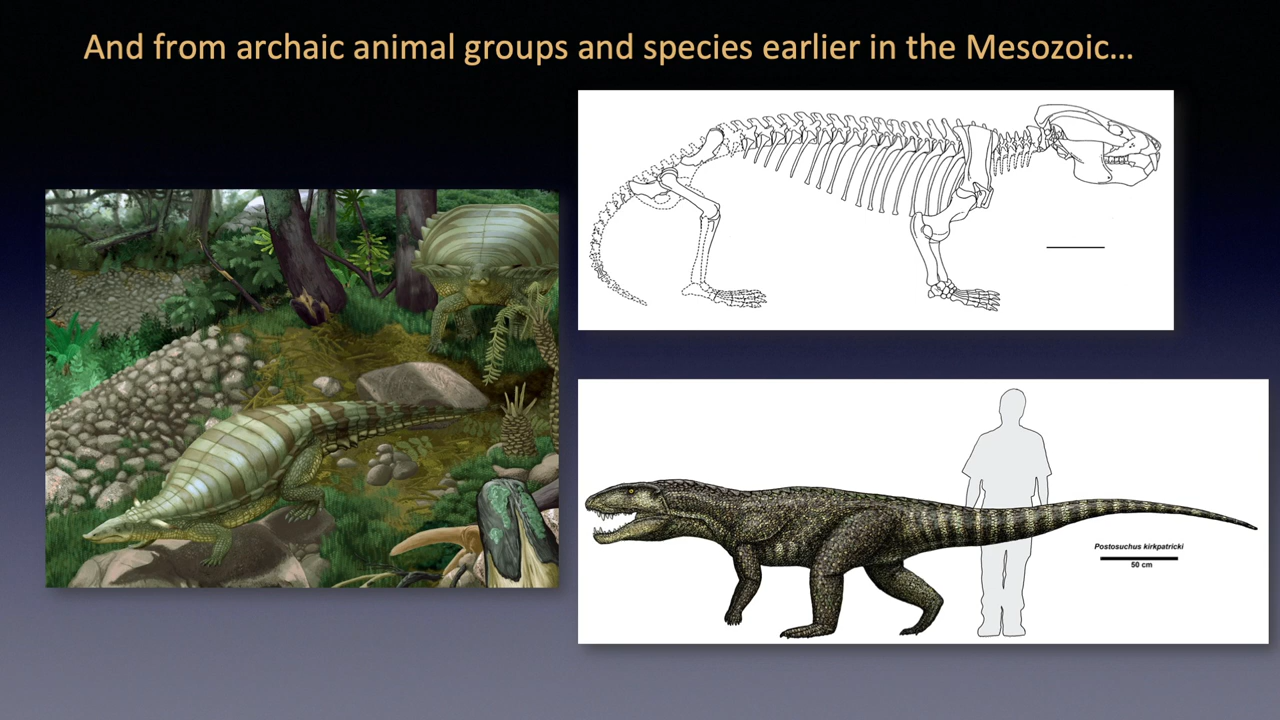 And from archaic animal groups and species earlier in the Mesozoic...
Postosuchus kirkpatricki
50 cm